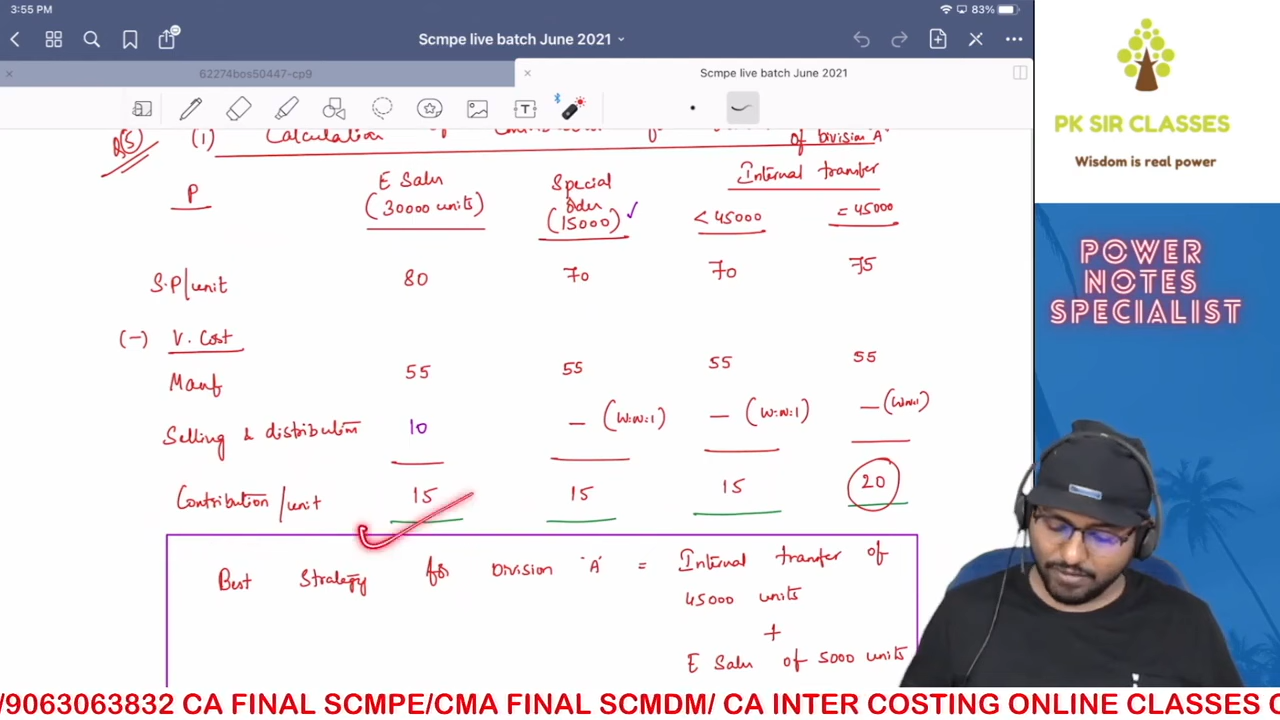 3:55 PM
83%
Scmpe live batch June 2021
62274bos50447-cp9
Scmpe live batch June 2021
T
PK SIR CLASSES
Wisdom is real power
POWER
NOTES
SPECIALIST
Q(5) (1) Calculation of Contribution
of Division 'A'
P
E Sales
(30000 units)
Special
order
(15000) ✓
Internal transfer
< 45000
= 45000
S.P/unit 80 70 70 75
(-) V. Cost
Manf 55 55 55 55
Selling & distribution 10 — (W.N.1) — (W.N.1) — (W.N.1)
Contribution/unit 15 15 15 20
Best Strategy for Division 'A' = Internal transfer of
45000 units
+
E Sales of 5000 units
/9063063832 CA FINAL SCMPE/CMA FINAL SCMDM/ CA INTER COSTING ONLINE CLASSES